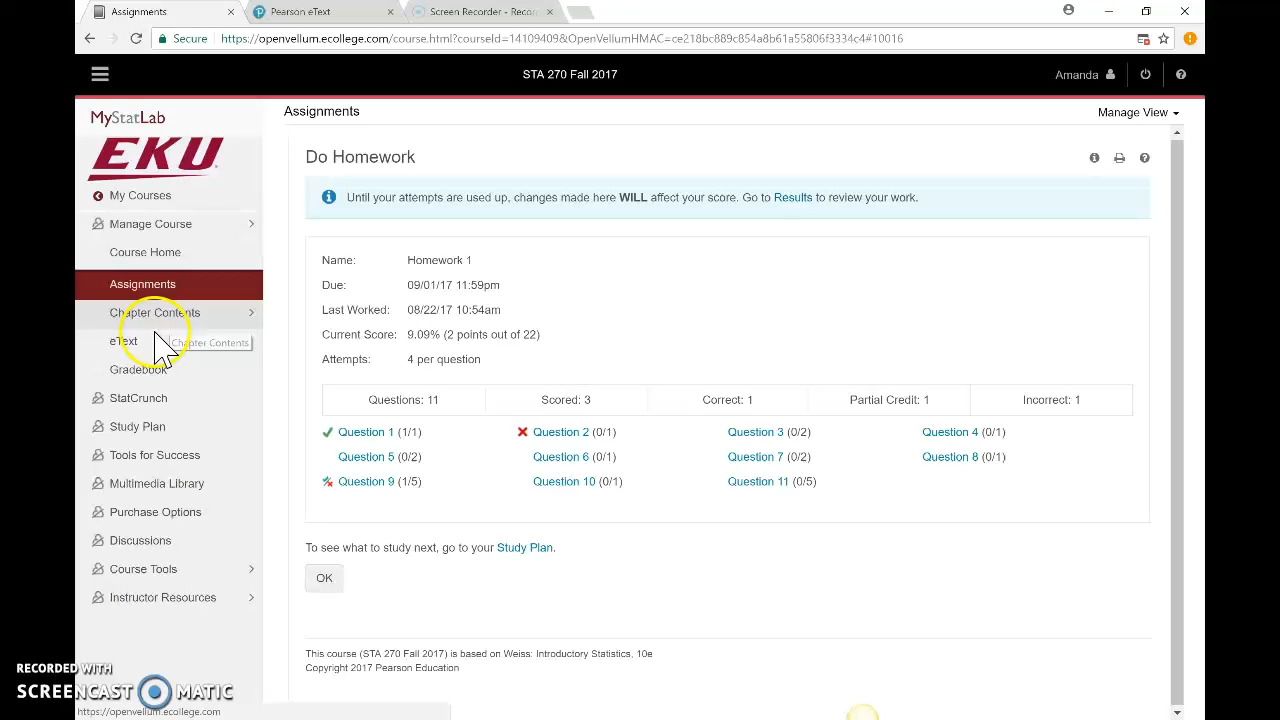 Assignments
Pearson eText
Screen Recorder - Recor
Secure
https://openvellum.ecollege.com/course.html?courseId=14109409&OpenVellumHMAC=ce218bc889c854a8b61a55806f3334c4#10016
STA 270 Fall 2017
Amanda
MyStatLab
EKU
My Courses
Manage Course
Course Home
Assignments
Chapter Contents
eText
Chapter Contents
Gradebook
StatCrunch
Study Plan
Tools for Success
Multimedia Library
Purchase Options
Discussions
Course Tools
Instructor Resources
Assignments
Manage View
Do Homework
Until your attempts are used up, changes made here WILL affect your score. Go to Results to review your work.
Name: Homework 1
Due: 09/01/17 11:59pm
Last Worked: 08/22/17 10:54am
Current Score: 9.09% (2 points out of 22)
Attempts: 4 per question
Questions: 11 Scored: 3 Correct: 1 Partial Credit: 1 Incorrect: 1
Question 1 (1/1) Question 2 (0/1) Question 3 (0/2) Question 4 (0/1)
Question 5 (0/2) Question 6 (0/1) Question 7 (0/2) Question 8 (0/1)
Question 9 (1/5) Question 10 (0/1) Question 11 (0/5)
To see what to study next, go to your Study Plan.
OK
This course (STA 270 Fall 2017) is based on Weiss: Introductory Statistics, 10e
Copyright 2017 Pearson Education
RECORDED WITH
SCREENCAST MATIC
https://openvellum.ecollege.com